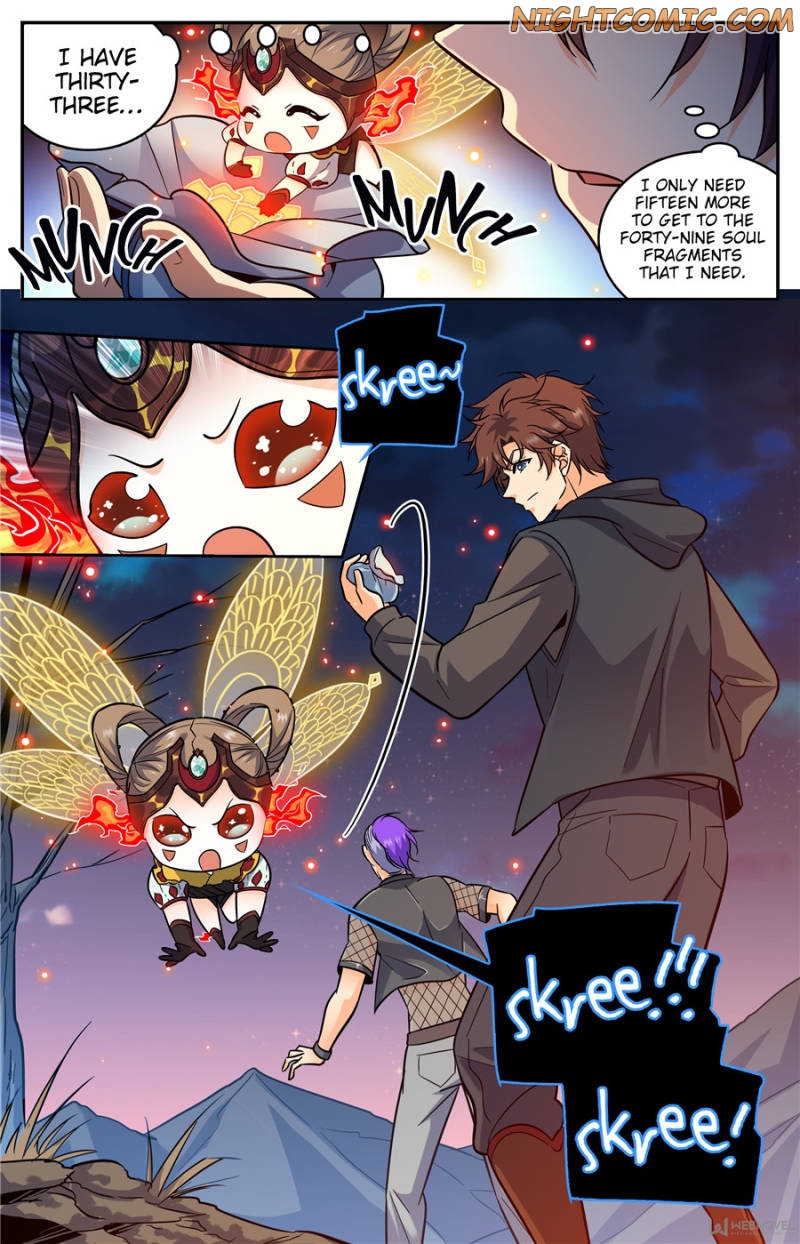 NIGHTCOMIC.COM
I HAVE
THIRTY-
THREE...
MUNCH
MUNCH
I ONLY NEED
FIFTEEN MORE
TO GET TO THE
FORTY-NINE SOUL
FRAGMENTS
THAT I NEED.
skree~
skree!!!
skree!
WEBNOVEL